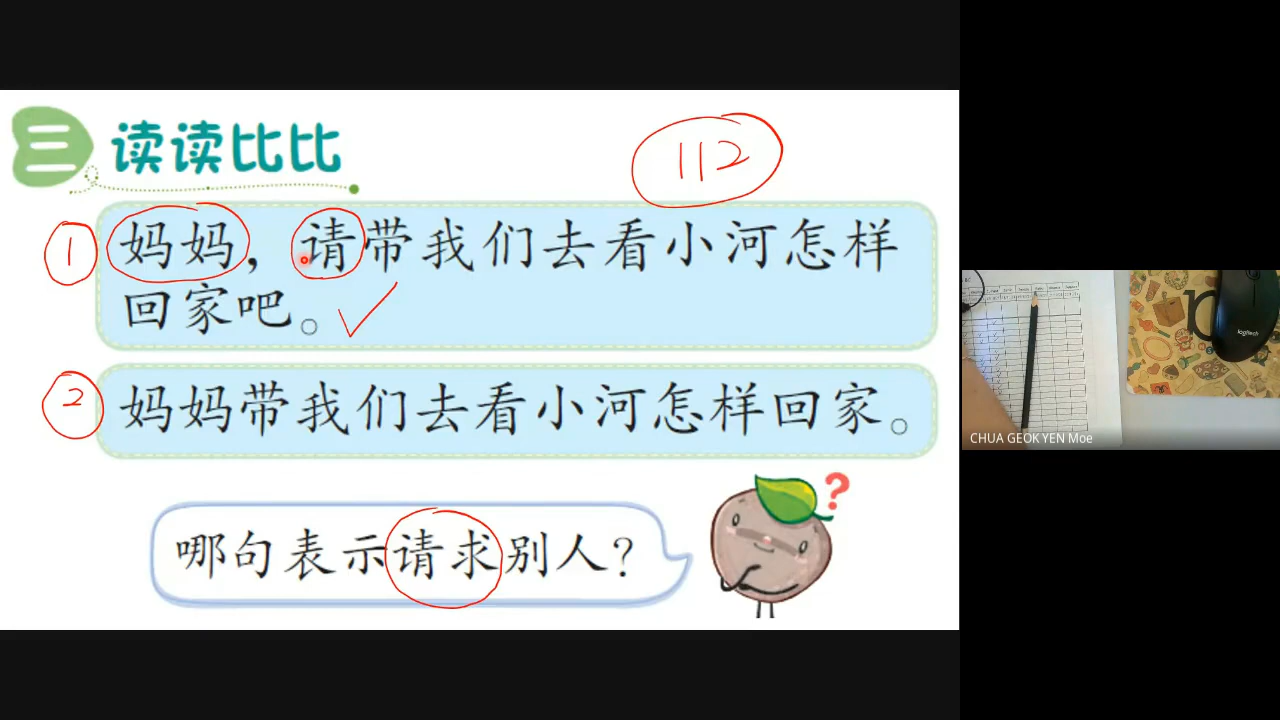 三 读读比比
112
1
妈妈，请带我们去看小河怎样
回家吧。
2
妈妈带我们去看小河怎样回家。
哪句表示请求别人？
?
logitech
CHUA GEOK YEN Moe